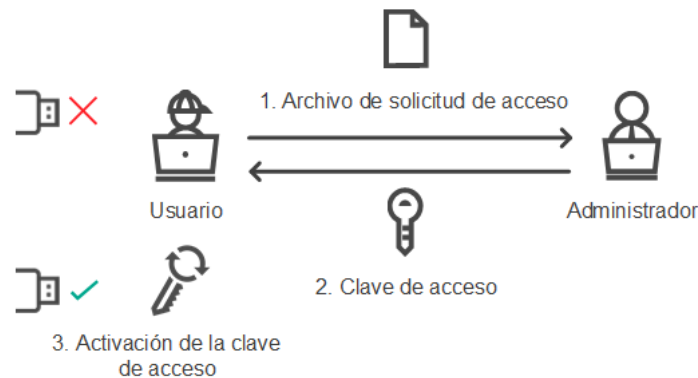 1. Archivo de solicitud de acceso
Usuario
Administrador
2. Clave de acceso
3. Activación de la clave
de acceso